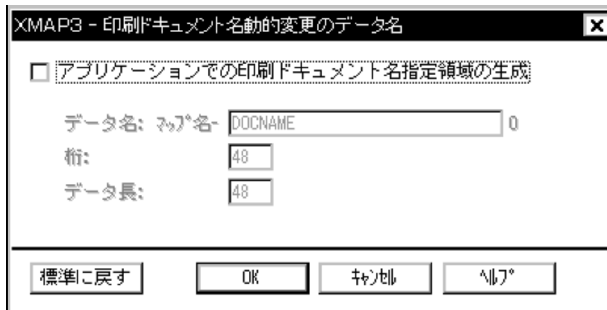 XMAP3 - 印刷ドキュメント名動的変更のデータ名
アプリケーションでの印刷ドキュメント名指定領域の生成
データ名: ﾏｯﾌﾟ名- DOCNAME 0
桁: 48
データ長: 48
標準に戻す OK ｷｬﾝｾﾙ ﾍﾙﾌﾟ